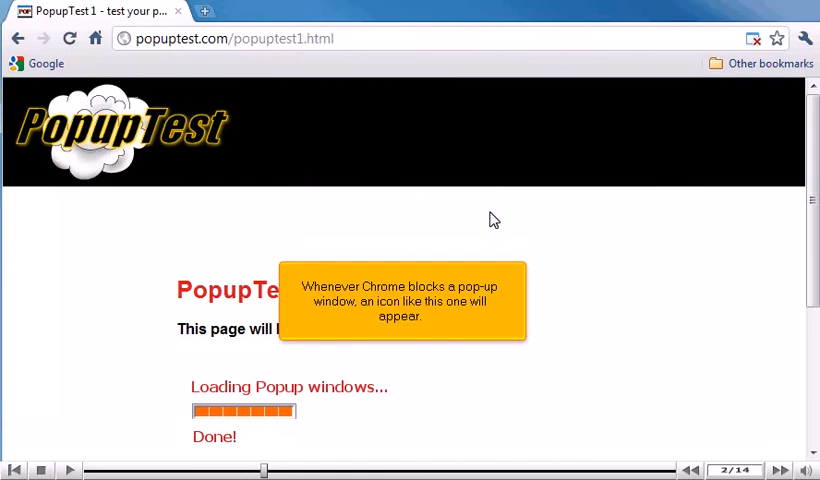 POP PopupTest 1 - test your p...
popuptest.com/popuptest1.html
Google
Other bookmarks
PopupTest
PopupTe
Whenever Chrome blocks a pop-up
window, an icon like this one will
appear.
This page will
Loading Popup windows...
Done!
2/14